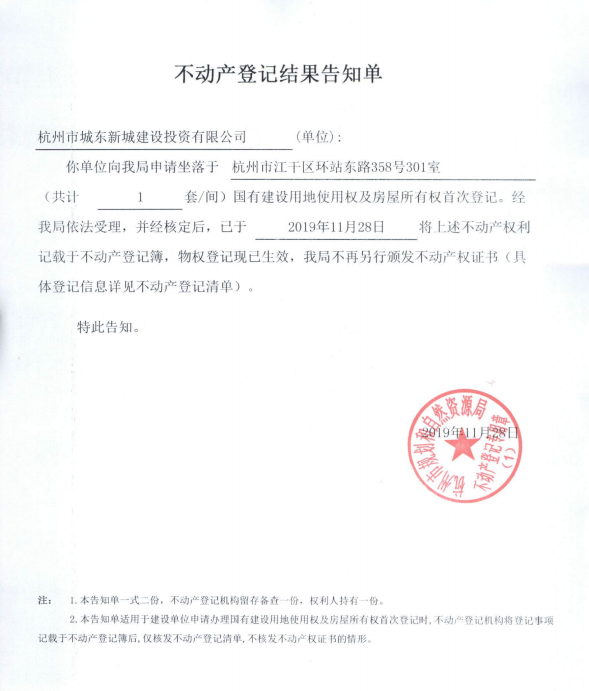 不动产登记结果告知单
杭州市城东新城建设投资有限公司 (单位):
你单位向我局申请坐落于 杭州市江干区环站东路358号301室
（共计 1 套/间）国有建设用地使用权及房屋所有权首次登记。经
我局依法受理，并经核定后，已于 2019年11月28日 将上述不动产权利
记载于不动产登记簿，物权登记现已生效，我局不再另行颁发不动产权证书（具
体登记信息详见不动产登记清单）。
特此告知。
杭州市规划和自然资源局
2019年11月28日
不动产登记专用章
(1)
注： 1.本告知单一式二份，不动产登记机构留存备查一份，权利人持有一份。
2.本告知单适用于建设单位申请办理国有建设用地使用权及房屋所有权首次登记时,不动产登记机构将登记事项
记载于不动产登记簿后,仅核发不动产登记清单,不核发不动产权证书的情形。